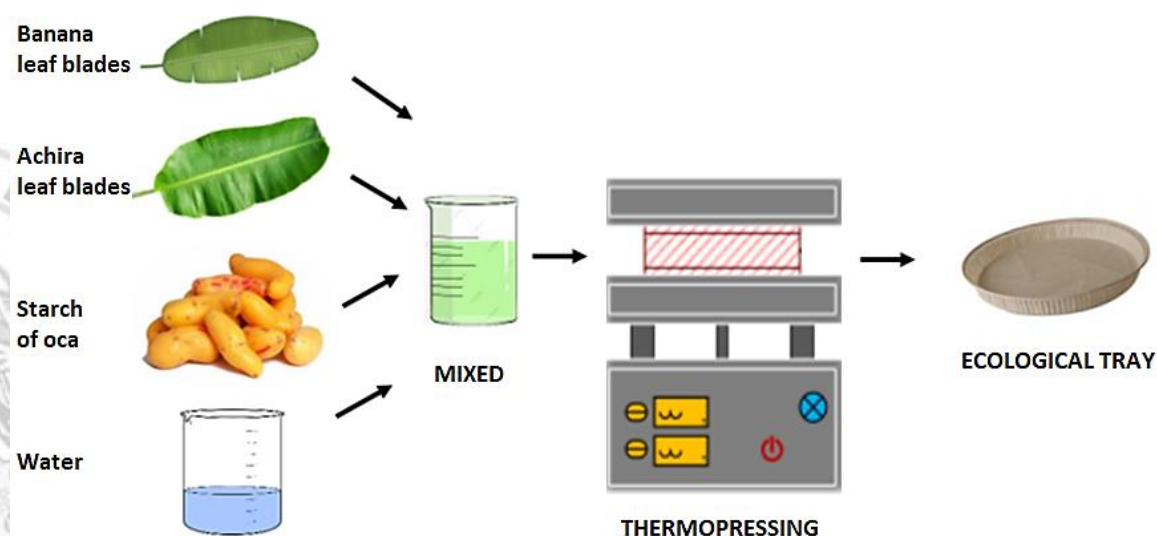 Banana
leaf blades
Achira
leaf blades
Starch
of oca
Water
MIXED
THERMOPRESSING
ECOLOGICAL TRAY